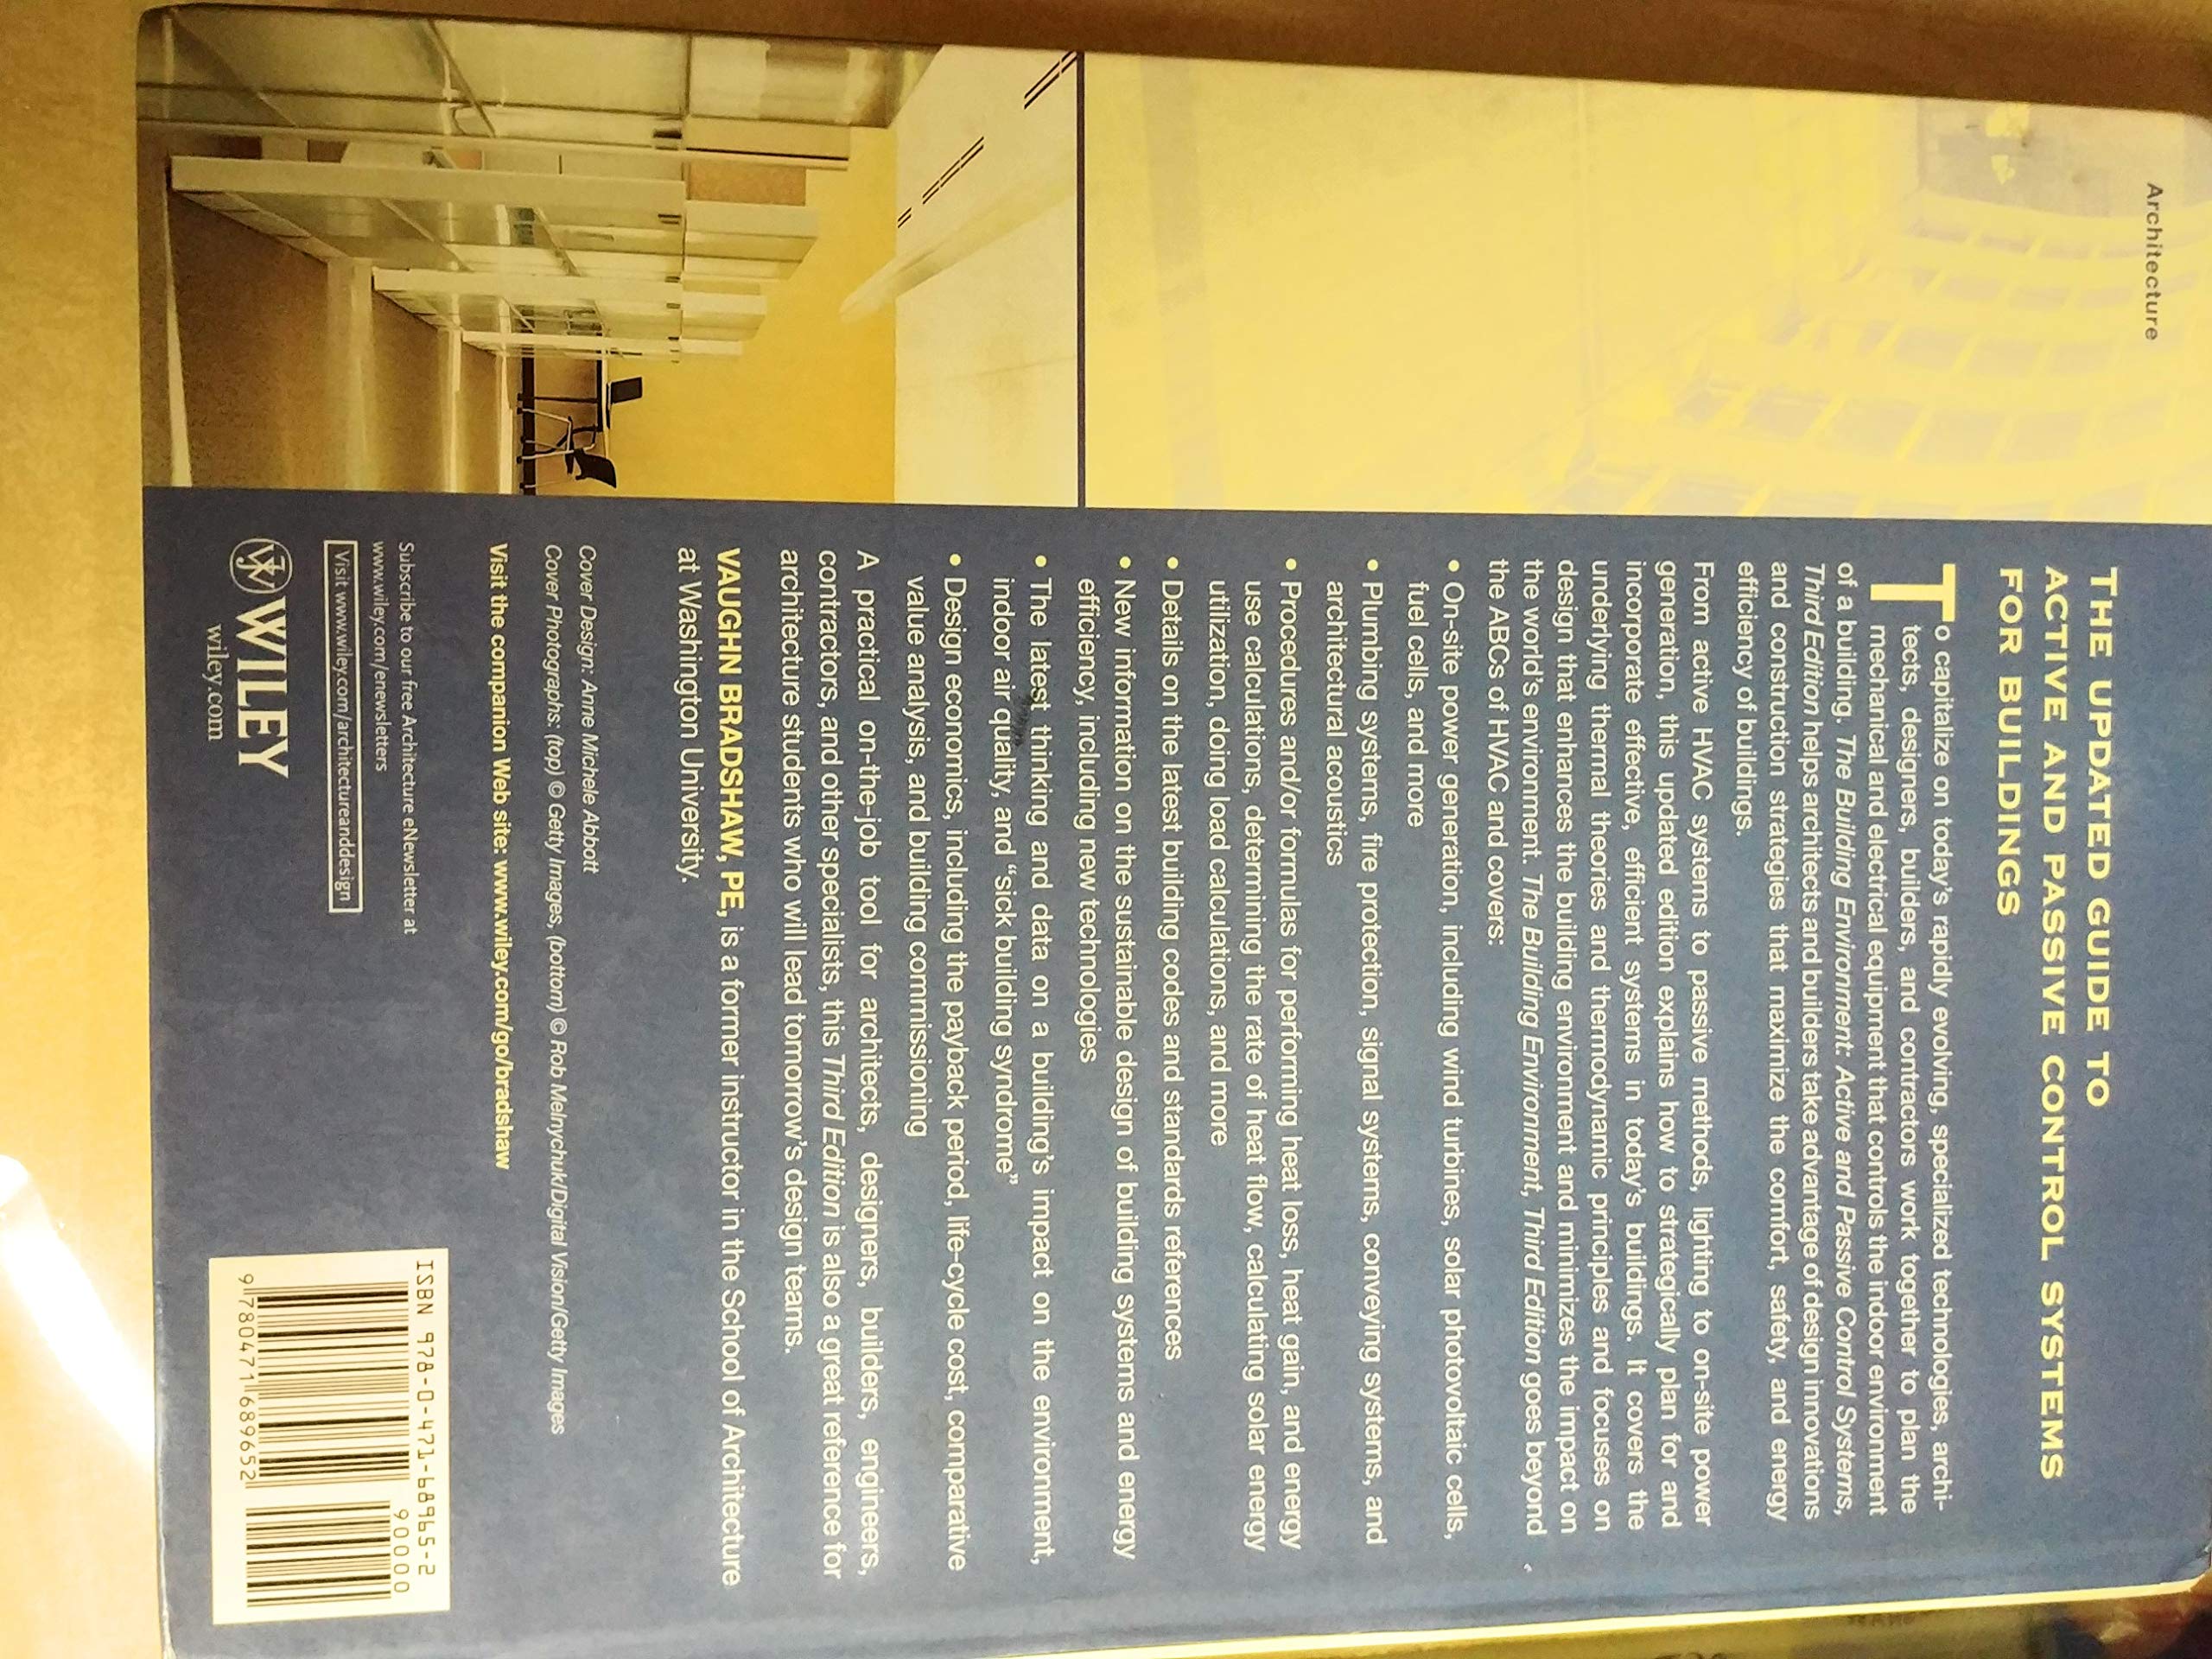 Architecture
THE UPDATED GUIDE TO
ACTIVE AND PASSIVE CONTROL SYSTEMS
FOR BUILDINGS
To capitalize on today's rapidly evolving, specialized technologies, archi-
tects, designers, builders, and contractors work together to plan the
mechanical and electrical equipment that controls the indoor environment
of a building. The Building Environment: Active and Passive Control Systems,
Third Edition helps architects and builders take advantage of design innovations
and construction strategies that maximize the comfort, safety, and energy
efficiency of buildings.
From active HVAC systems to passive methods, lighting to on-site power
generation, this updated edition explains how to strategically plan for and
incorporate effective, efficient systems in today's buildings. It covers the
underlying thermal theories and thermodynamic principles and focuses on
design that enhances the building environment and minimizes the impact on
the world's environment. The Building Environment, Third Edition goes beyond
the ABCs of HVAC and covers:
• On-site power generation, including wind turbines, solar photovoltaic cells,
fuel cells, and more
• Plumbing systems, fire protection, signal systems, conveying systems, and
architectural acoustics
• Procedures and/or formulas for performing heat loss, heat gain, and energy
use calculations, determining the rate of heat flow, calculating solar energy
utilization, doing load calculations, and more
• Details on the latest building codes and standards references
• New information on the sustainable design of building systems and energy
efficiency, including new technologies
• The latest thinking and data on a building's impact on the environment,
indoor air quality, and "sick building syndrome"
• Design economics, including the payback period, life-cycle cost, comparative
value analysis, and building commissioning
A practical on-the-job tool for architects, designers, builders, engineers,
contractors, and other specialists, this Third Edition is also a great reference for
architecture students who will lead tomorrow's design teams.
VAUGHN BRADSHAW, PE, is a former instructor in the School of Architecture
at Washington University.
Cover Design: Anne Michele Abbott
Cover Photographs: (top) © Getty Images, (bottom) © Rob Melnychuk/Digital Vision/Getty Images
Visit the companion Web site: www.wiley.com/go/bradshaw
Subscribe to our free Architecture eNewsletter at
www.wiley.com/enewsletters
Visit www.wiley.com/architectureanddesign
WILEY
wiley.com
ISBN 978-0-471-68965-2
90000
9 780471 689652